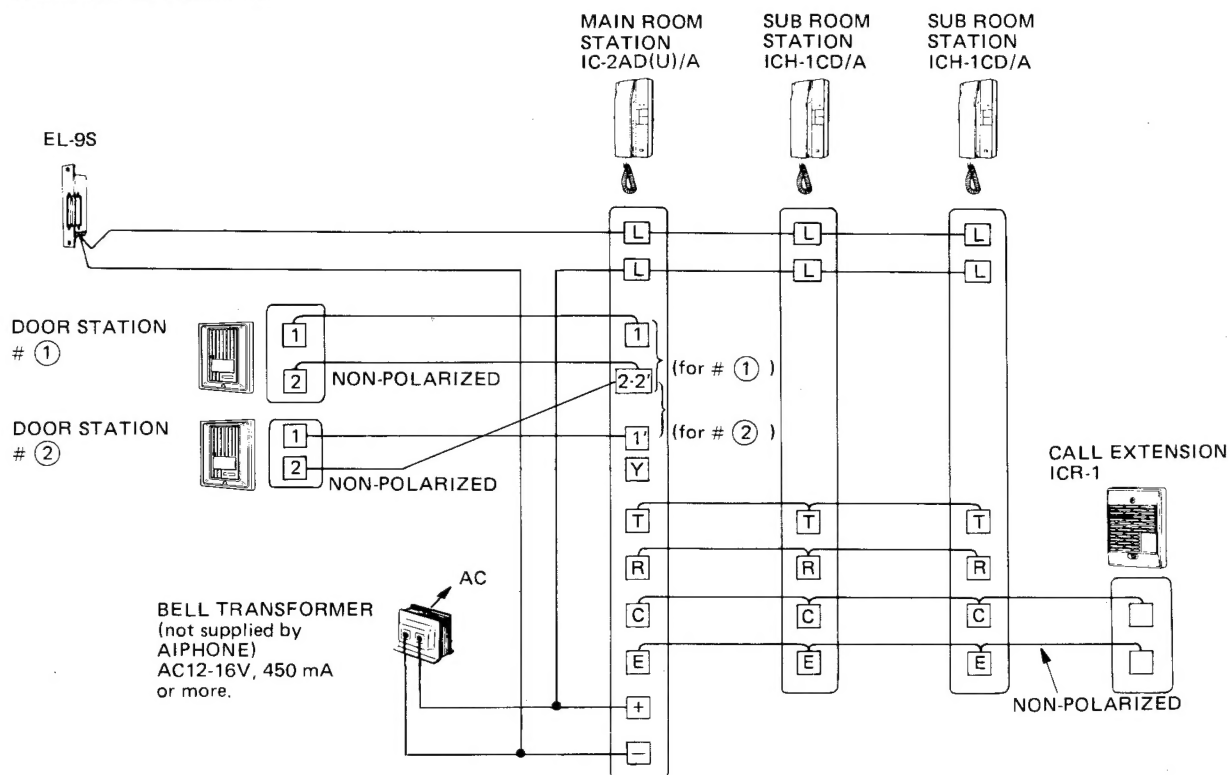 MAIN ROOM
STATION
IC-2AD(U)/A
SUB ROOM
STATION
ICH-1CD/A
SUB ROOM
STATION
ICH-1CD/A
EL-9S
L
L
L
L
L
L
DOOR STATION
# ①
1
2
NON-POLARIZED
1
2·2'
(for # ① )
DOOR STATION
# ②
1
2
NON-POLARIZED
1'
(for # ② )
Y
CALL EXTENSION
ICR-1
T
T
T
R
R
R
AC
BELL TRANSFORMER
(not supplied by
AIPHONE)
AC12-16V, 450 mA
or more.
C
C
C
E
E
E
NON-POLARIZED
+
−